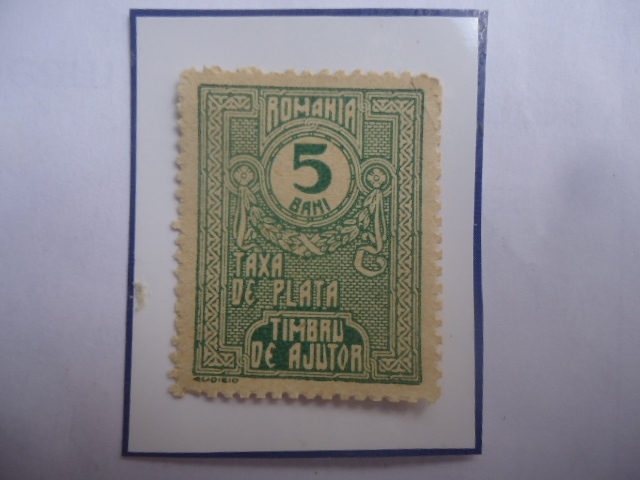 ROMANIA
5
BANI
TAXA
DE PLATA
TIMBRU
DE AJUTOR